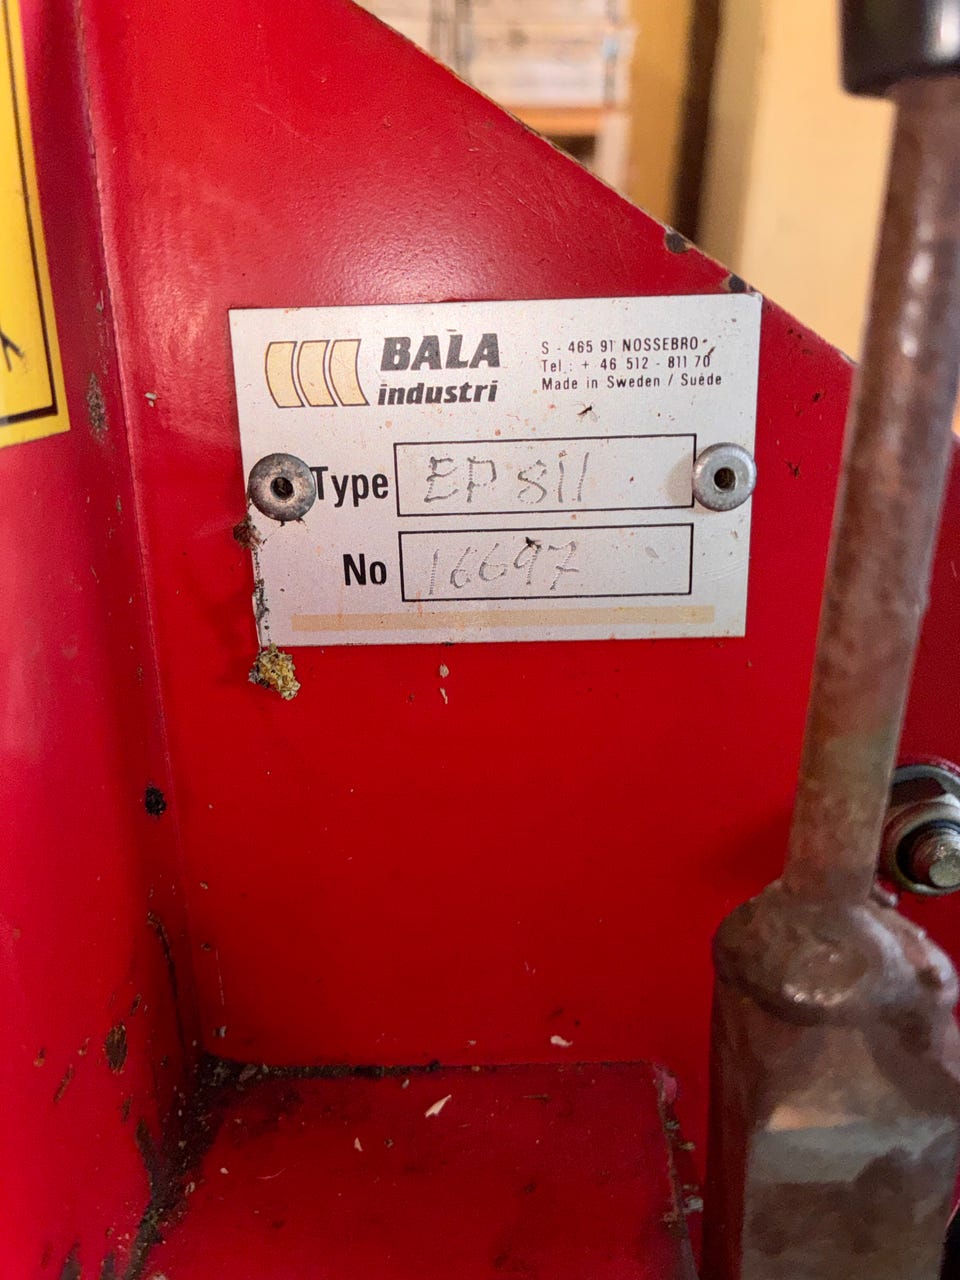 BALA
industri
S - 465 91 NOSSEBRO
Tel : + 46 512 - 811 70
Made in Sweden / Suède
Type EP 811
No 16697